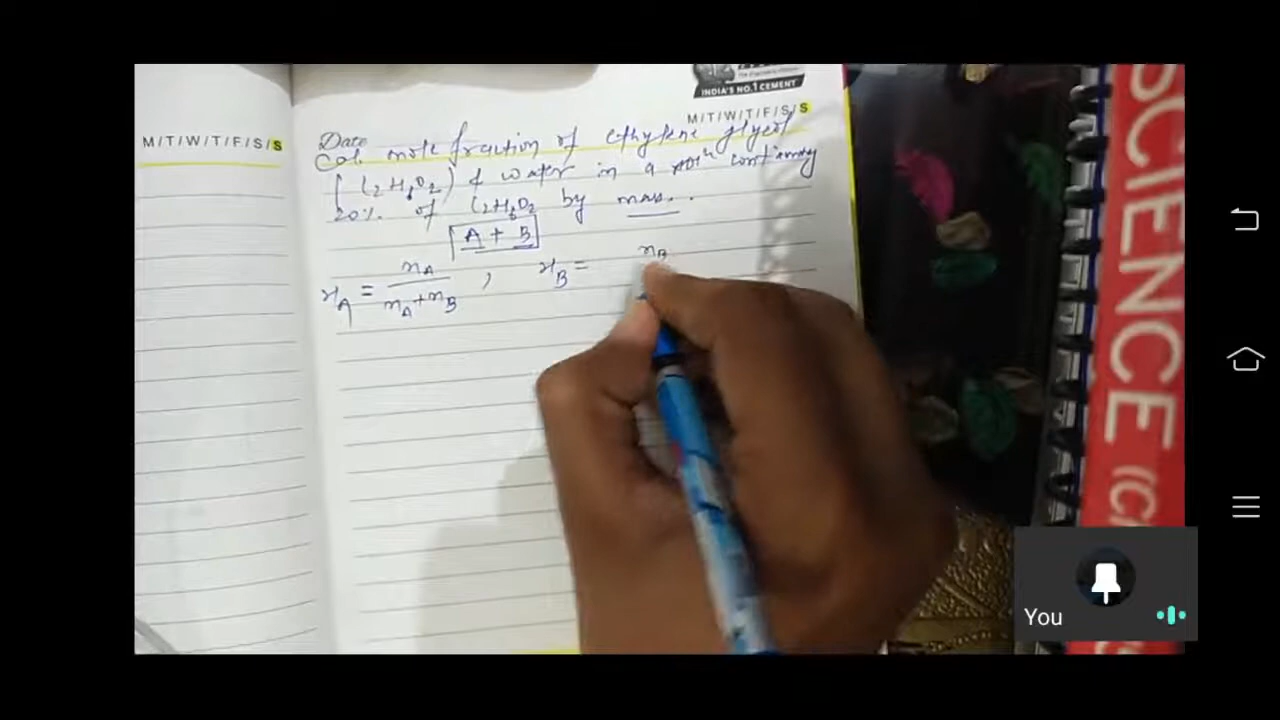 INDIA'S NO.1 CEMENT
M/T/W/T/F/S/S
M/T/W/T/F/S/S
Date
Cal. mole fraction of ethylene glycol
(C2H6O2) & water in a soln containing
20% of C2H6O2 by mass.
A + B
xA = nA / nA+nB , xB = nB
SCIENCE
You